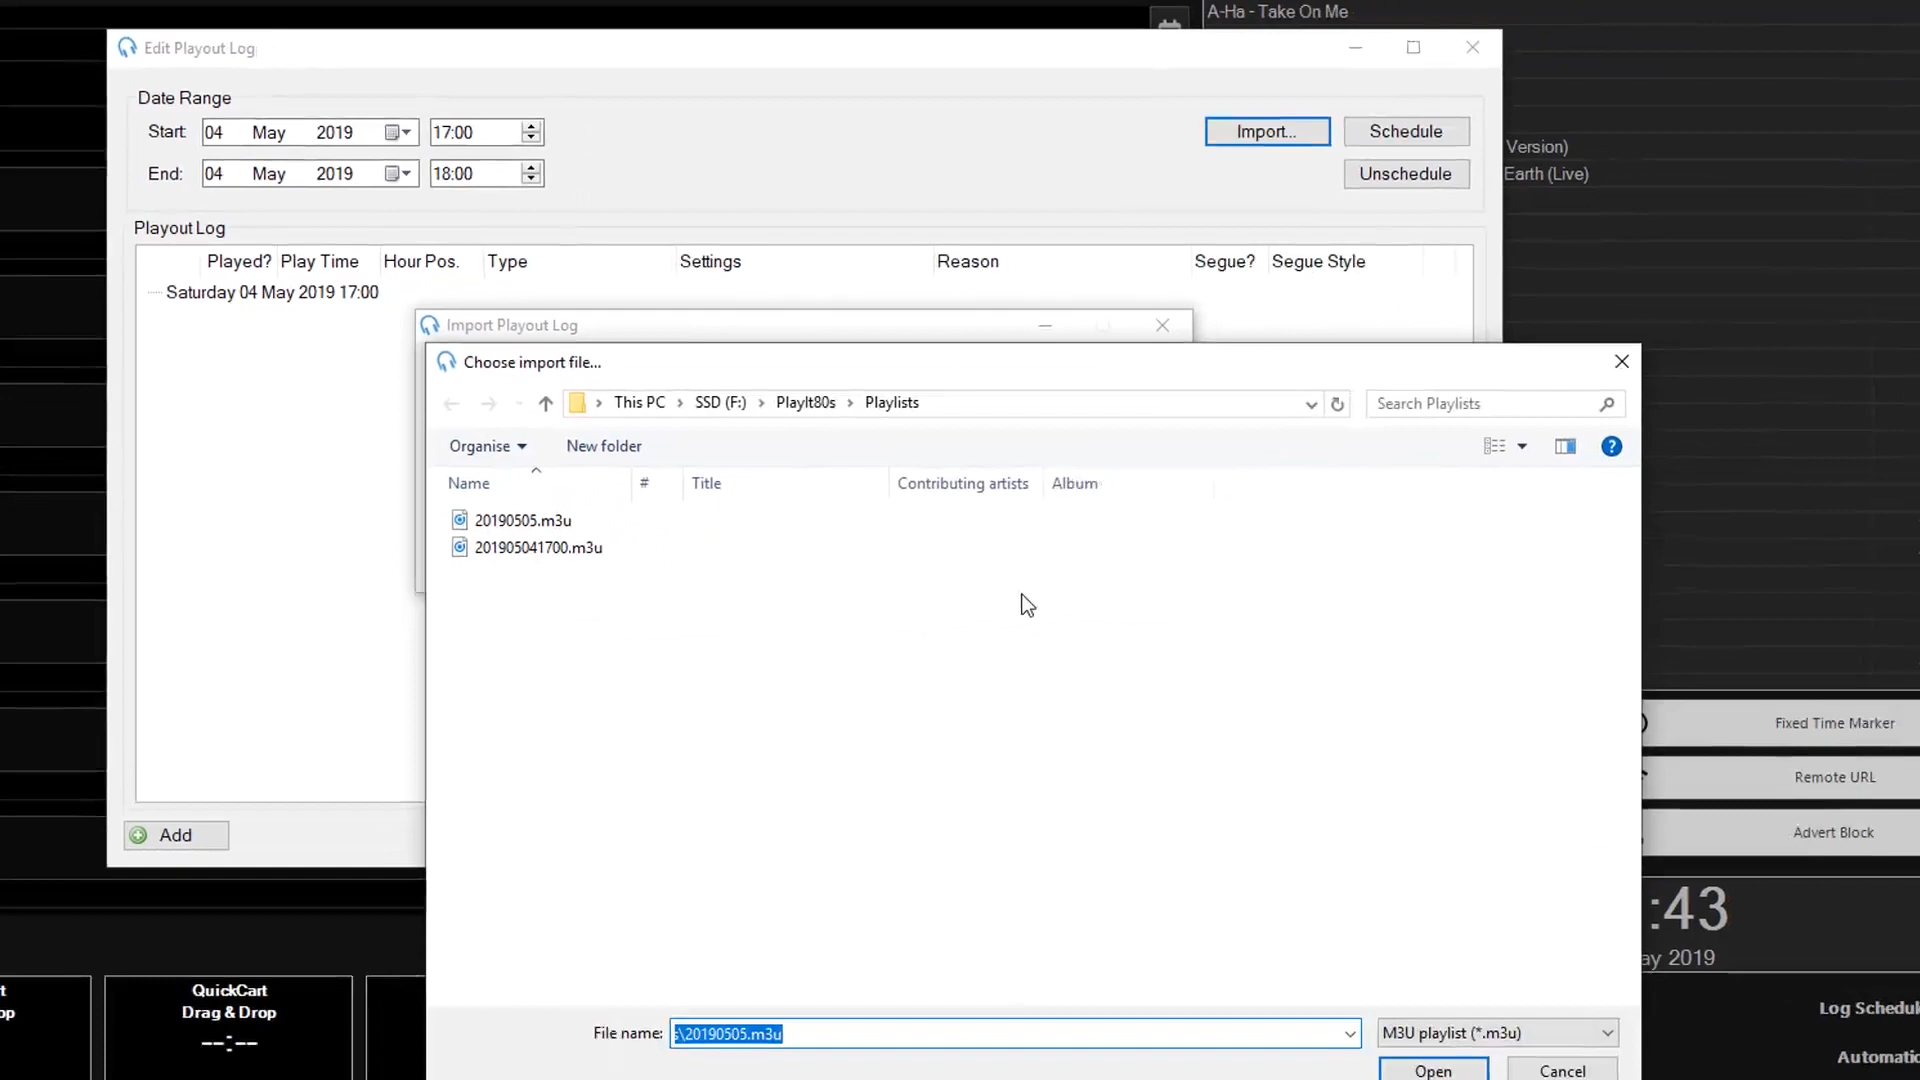 A-Ha - Take On Me
Edit Playout Log
Date Range
Start: 04 May 2019 17:00
Import...
Schedule
Version)
End: 04 May 2019 18:00
Unschedule
Earth (Live)
Playout Log
Played? Play Time Hour Pos. Type Settings Reason Segue? Segue Style
Saturday 04 May 2019 17:00
Import Playout Log
Choose import file...
This PC SSD (F:) PlayIt80s Playlists
Search Playlists
Organise New folder
Name # Title Contributing artists Album
20190505.m3u
201905041700.m3u
Fixed Time Marker
Remote URL
Advert Block
Add
:43
ay 2019
t
op
QuickCart
Drag & Drop
--:--
Log Schedul
Automatic
File name: s\20190505.m3u
M3U playlist (*.m3u)
Open
Cancel